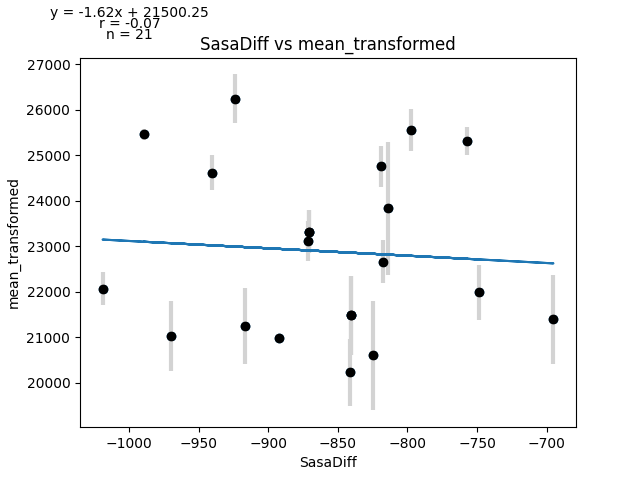 y = -1.62x + 21500.25
r = -0.07
n = 21
SasaDiff vs mean_transformed
27000
26000
25000
24000
23000
22000
21000
20000
mean_transformed
−1000
−950
−900
−850
−800
−750
−700
SasaDiff